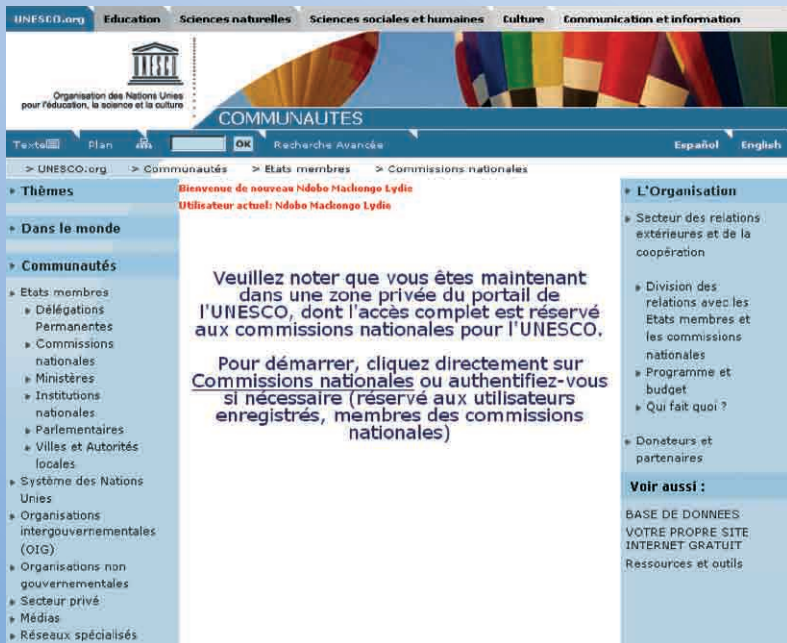 UNESCO.org Education Sciences naturelles Sciences sociales et humaines Culture Communication et information
Organisation des Nations Unies
pour l'éducation, la science et la culture
COMMUNAUTES
Texte Plan OK Recherche Avancée Español English
> UNESCO.org > Communautés > Etats membres > Commissions nationales
Thèmes
Dans le monde
Communautés
Etats membres
Délégations
Permanentes
Commissions
nationales
Ministères
Institutions
nationales
Parlementaires
Villes et Autorités
locales
Système des Nations
Unies
Organisations
intergouvernementales
(OIG)
Organisations non
gouvernementales
Secteur privé
Médias
Réseaux spécialisés
Bienvenue de nouveau Ndobo Mackongo Lydie
Utilisateur actuel: Ndobo Mackongo Lydie
Veuillez noter que vous êtes maintenant
dans une zone privée du portail de
l'UNESCO, dont l'accès complet est réservé
aux commissions nationales pour l'UNESCO.
Pour démarrer, cliquez directement sur
Commissions nationales ou authentifiez-vous
si nécessaire (réservé aux utilisateurs
enregistrés, membres des commissions
nationales)
L'Organisation
Secteur des relations
extérieures et de la
coopération
Division des
relations avec les
Etats membres et
les commissions
nationales
Programme et
budget
Qui fait quoi ?
Donateurs et
partenaires
Voir aussi :
BASE DE DONNEES
VOTRE PROPRE SITE
INTERNET GRATUIT
Ressources et outils